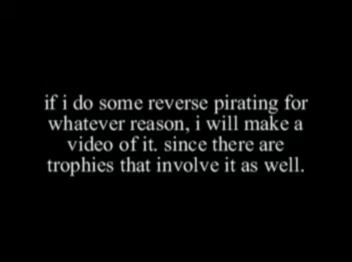 if i do some reverse pirating for
whatever reason, i will make a
video of it. since there are
trophies that involve it as well.